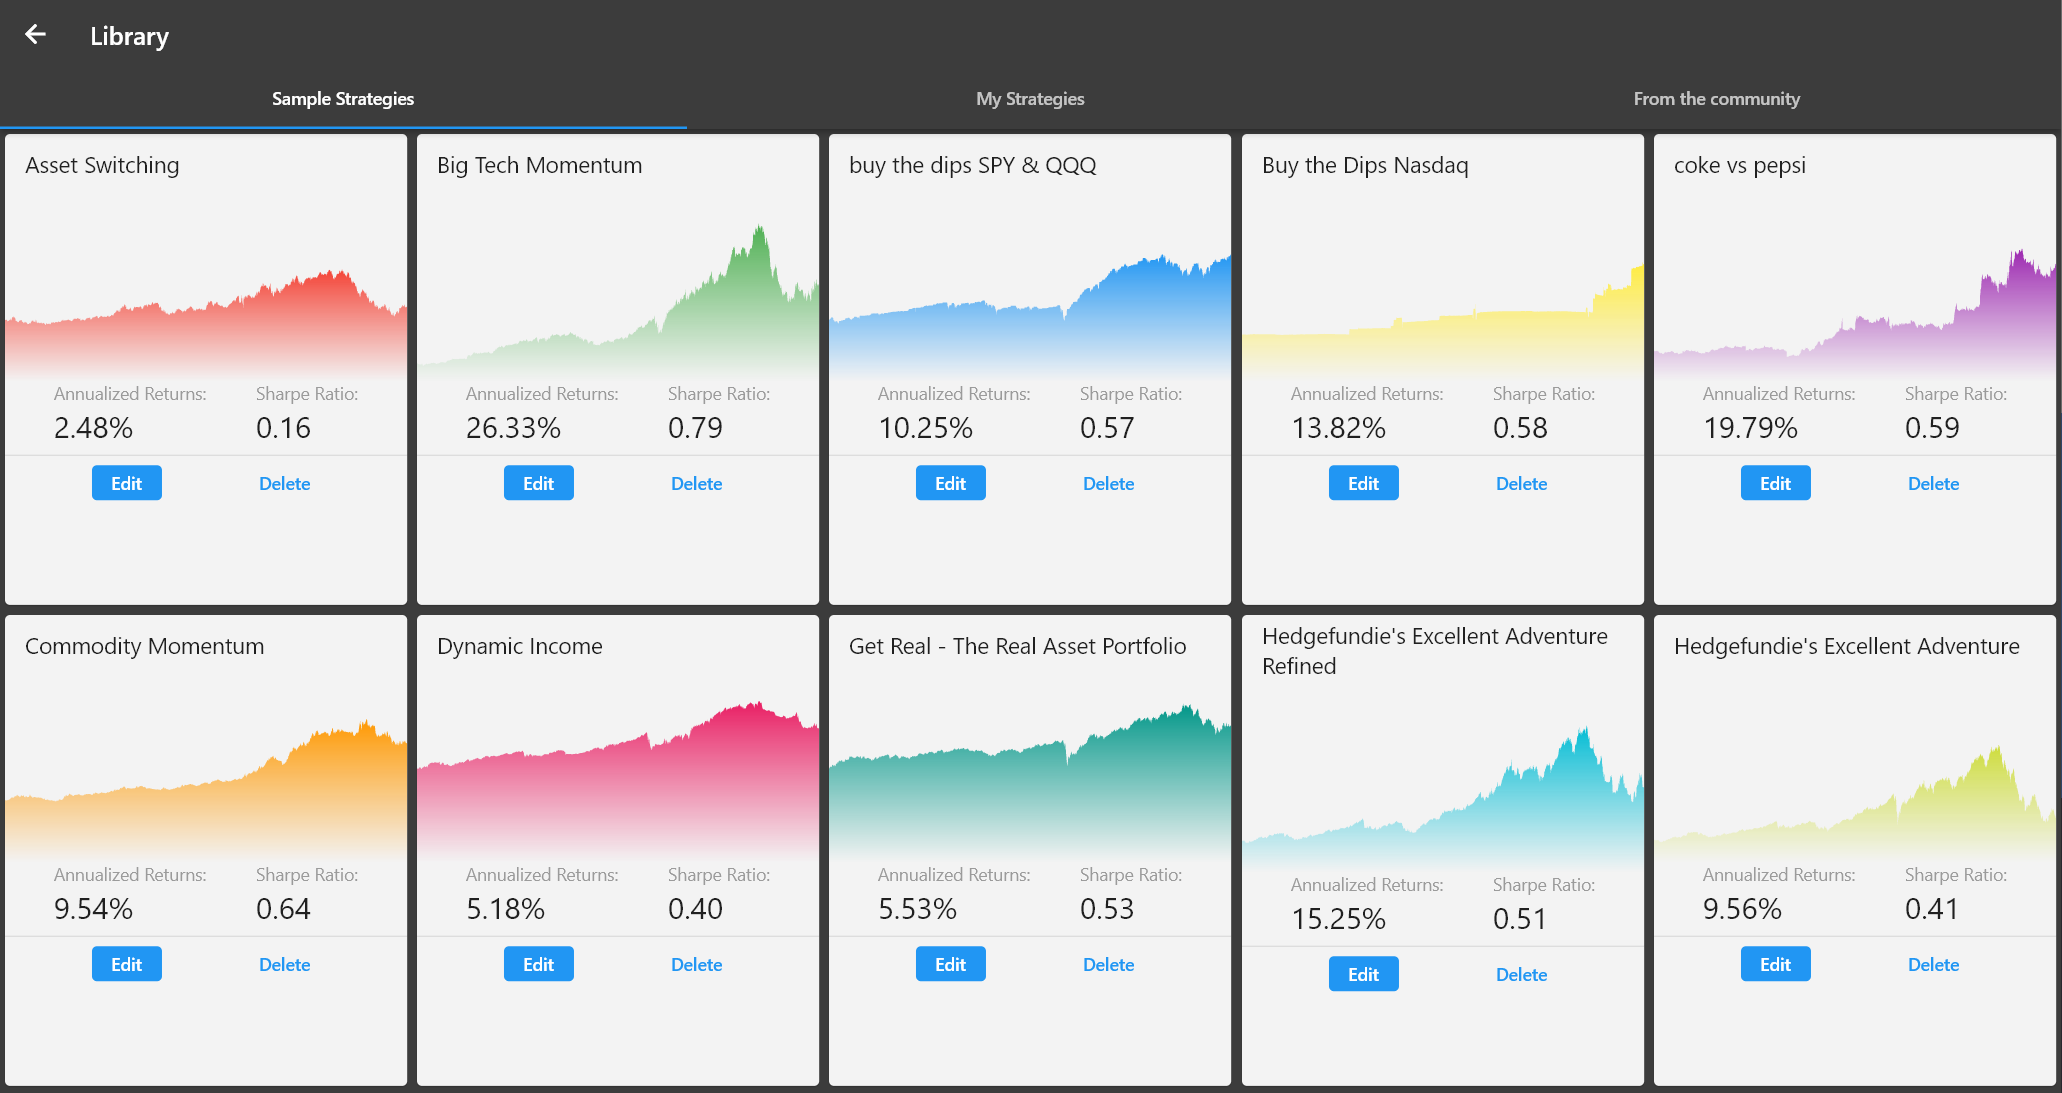 Library
Sample Strategies
My Strategies
From the community
Asset Switching
Annualized Returns:
Sharpe Ratio:
2.48%
0.16
Edit
Delete
Big Tech Momentum
Annualized Returns:
Sharpe Ratio:
26.33%
0.79
Edit
Delete
buy the dips SPY & QQQ
Annualized Returns:
Sharpe Ratio:
10.25%
0.57
Edit
Delete
Buy the Dips Nasdaq
Annualized Returns:
Sharpe Ratio:
13.82%
0.58
Edit
Delete
coke vs pepsi
Annualized Returns:
Sharpe Ratio:
19.79%
0.59
Edit
Delete
Commodity Momentum
Annualized Returns:
Sharpe Ratio:
9.54%
0.64
Edit
Delete
Dynamic Income
Annualized Returns:
Sharpe Ratio:
5.18%
0.40
Edit
Delete
Get Real - The Real Asset Portfolio
Annualized Returns:
Sharpe Ratio:
5.53%
0.53
Edit
Delete
Hedgefundie's Excellent Adventure
Refined
Annualized Returns:
Sharpe Ratio:
15.25%
0.51
Edit
Delete
Hedgefundie's Excellent Adventure
Annualized Returns:
Sharpe Ratio:
9.56%
0.41
Edit
Delete